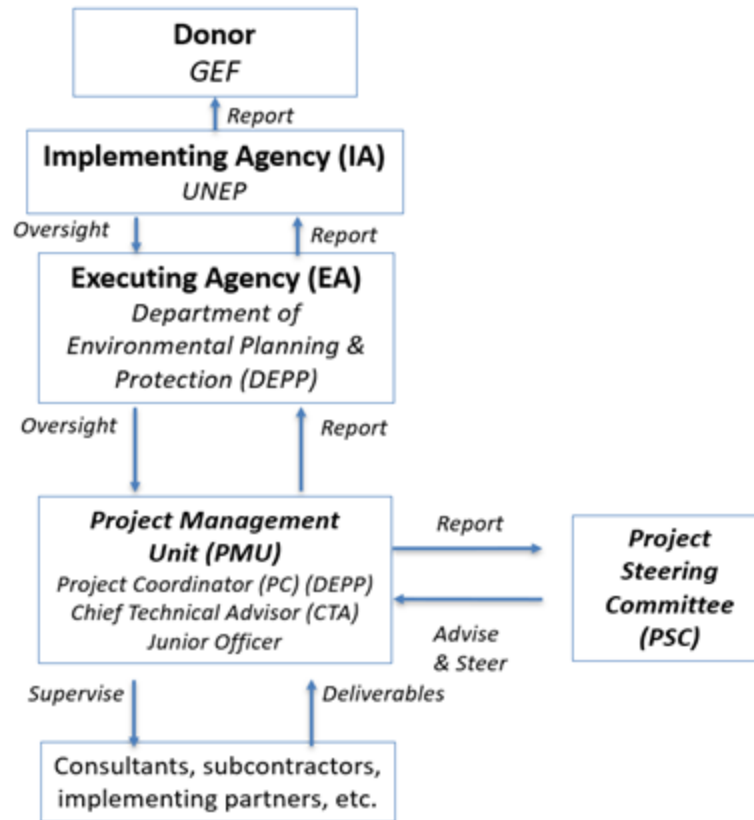 Donor
GEF
Report
Implementing Agency (IA)
UNEP
Oversight
Report
Executing Agency (EA)
Department of
Environmental Planning &
Protection (DEPP)
Oversight
Report
Project Management
Unit (PMU)
Project Coordinator (PC) (DEPP)
Chief Technical Advisor (CTA)
Junior Officer
Report
Advise
& Steer
Project
Steering
Committee
(PSC)
Supervise
Deliverables
Consultants, subcontractors,
implementing partners, etc.